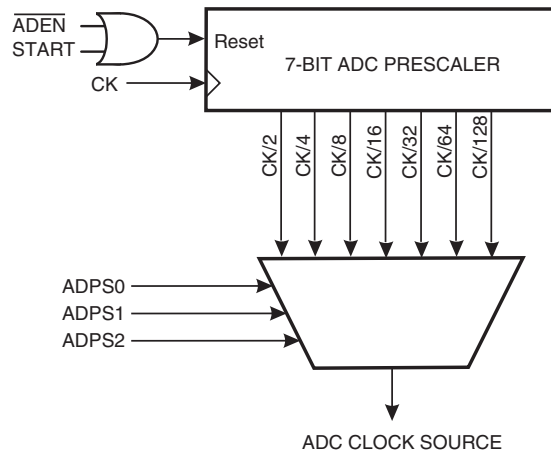 ADEN
START
Reset
7-BIT ADC PRESCALER
CK
CK/2
CK/4
CK/8
CK/16
CK/32
CK/64
CK/128
ADPS0
ADPS1
ADPS2
ADC CLOCK SOURCE